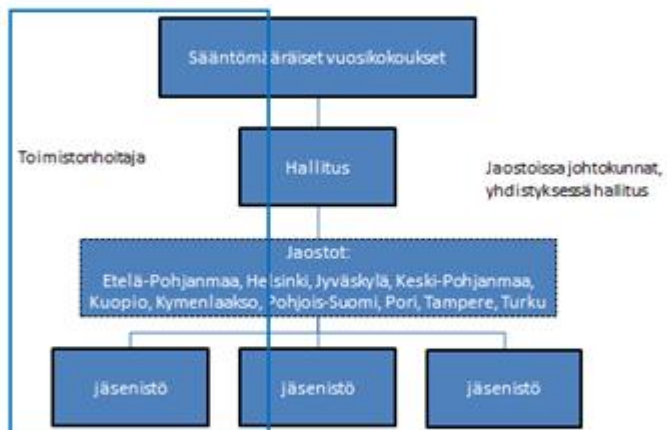 Sääntömääräiset vuosikokoukset
Toimistonhoitaja
Hallitus
Jaostoissa johtokunnat,
yhdistyksessä hallitus
Jaostot:
Etelä-Pohjanmaa, Helsinki, Jyväskylä, Keski-Pohjanmaa,
Kuopio, Kymenlaakso, Pohjois-Suomi, Pori, Tampere, Turku
jäsenistö
jäsenistö
jäsenistö